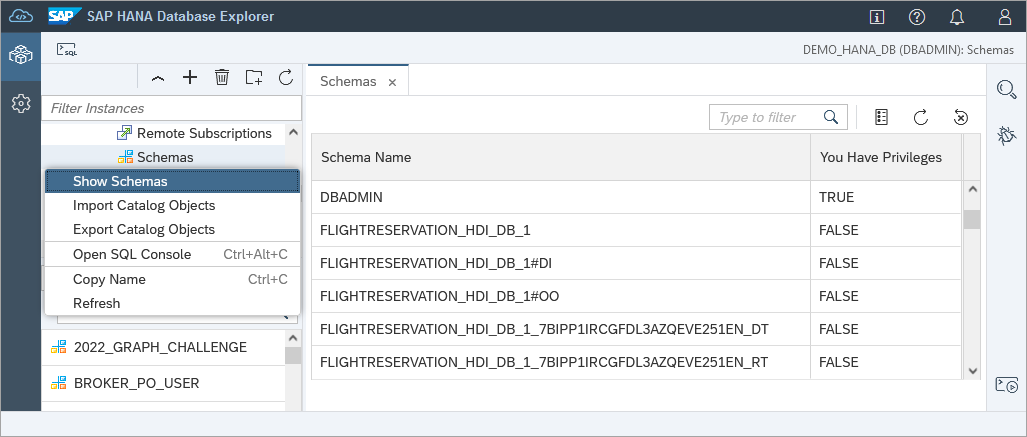 SAP SAP HANA Database Explorer
SQL
DEMO_HANA_DB (DBADMIN): Schemas
Schemas
Filter Instances
Type to filter
Remote Subscriptions
Schemas
Show Schemas
Import Catalog Objects
Export Catalog Objects
Open SQL Console Ctrl+Alt+C
Copy Name Ctrl+C
Refresh
2022_GRAPH_CHALLENGE
BROKER_PO_USER
Schema Name You Have Privileges
DBADMIN TRUE
FLIGHTRESERVATION_HDI_DB_1 FALSE
FLIGHTRESERVATION_HDI_DB_1#DI FALSE
FLIGHTRESERVATION_HDI_DB_1#OO FALSE
FLIGHTRESERVATION_HDI_DB_1_7BIPP1IRCGFDL3AZQEVE251EN_DT FALSE
FLIGHTRESERVATION_HDI_DB_1_7BIPP1IRCGFDL3AZQEVE251EN_RT FALSE